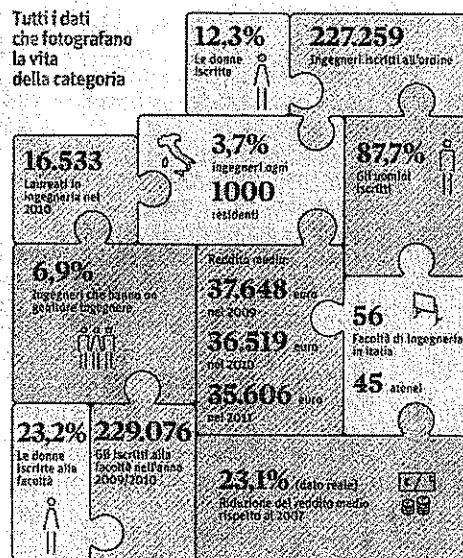 Tutti i dati
che fotografano
la vita
della categoria
12,3%
Le donne
iscritte
227.259
Ingegneri iscritti all'ordine
16.533
Laureati in
ingegneria nel
2010
3,7%
ingegneri ogni
1000
residenti
87,7%
Gli uomini
iscritti
6,9%
Ingegneri che hanno un
genitore ingegnere
Reddito medio
37.648 euro
nel 2009
36.519 euro
nel 2010
35.606 euro
nel 2011
56
Facoltà di Ingegneria
in Italia
45 atenei
23,2%
Le donne
iscritte alla
facoltà
229.076
Gli iscritti alla
facoltà nell'anno
2009/2010
23,1% (dato reale)
Riduzione del reddito medio
rispetto al 2007